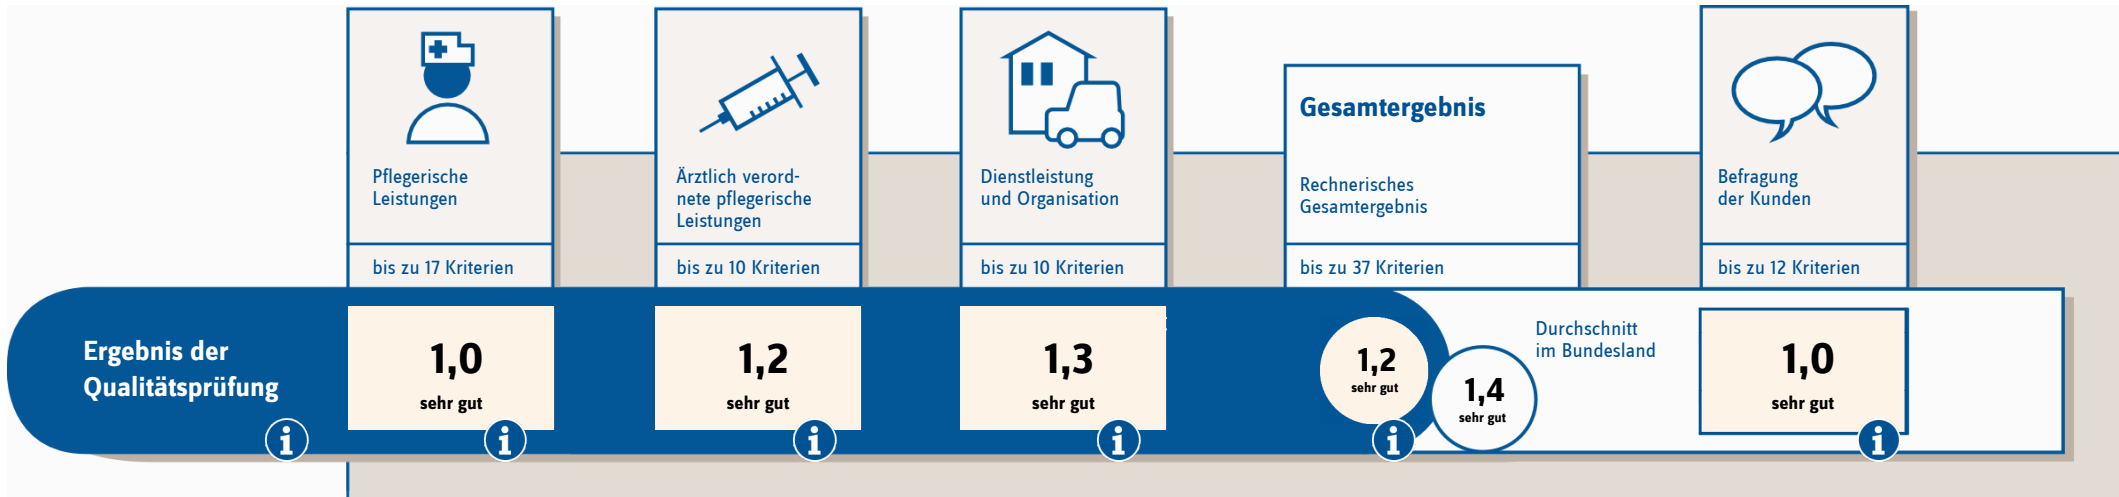 Pflegerische
Leistungen
bis zu 17 Kriterien
Ärztlich verord-
nete pflegerische
Leistungen
bis zu 10 Kriterien
Dienstleistung
und Organisation
bis zu 10 Kriterien
Gesamtergebnis
Rechnerisches
Gesamtergebnis
bis zu 37 Kriterien
Befragung
der Kunden
bis zu 12 Kriterien
Ergebnis der
Qualitätsprüfung
i
1,0
sehr gut
i
1,2
sehr gut
i
1,3
sehr gut
i
1,2
sehr gut
i
1,4
sehr gut
Durchschnitt
im Bundesland
1,0
sehr gut
i